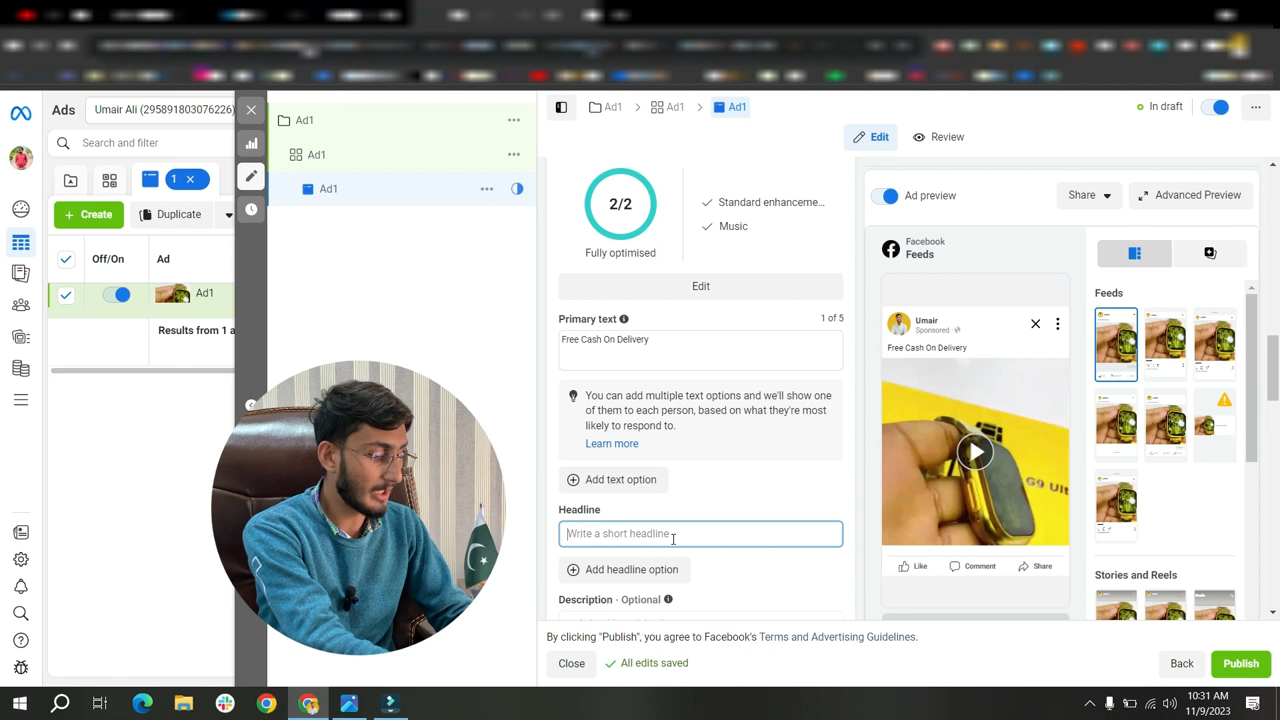 Ads
Umair Ali (295891803076226)
Search and filter
1
Create
Duplicate
Off/On
Ad
Ad1
Results from 1 a
Ad1
Ad1
Ad1
Ad1
Ad1
Ad1
In draft
Edit
Review
2/2
Fully optimised
Standard enhanceme...
Music
Edit
Primary text
1 of 5
Free Cash On Delivery
You can add multiple text options and we'll show one
of them to each person, based on what they're most
likely to respond to.
Learn more
Add text option
Headline
Write a short headline
Add headline option
Description · Optional
Ad preview
Share
Advanced Preview
Facebook
Feeds
Umair
Sponsored ·
Free Cash On Delivery
G9 Ult
Like
Comment
Share
Feeds
Stories and Reels
By clicking "Publish", you agree to Facebook's Terms and Advertising Guidelines.
Close
All edits saved
Back
Publish
10:31 AM
11/9/2023